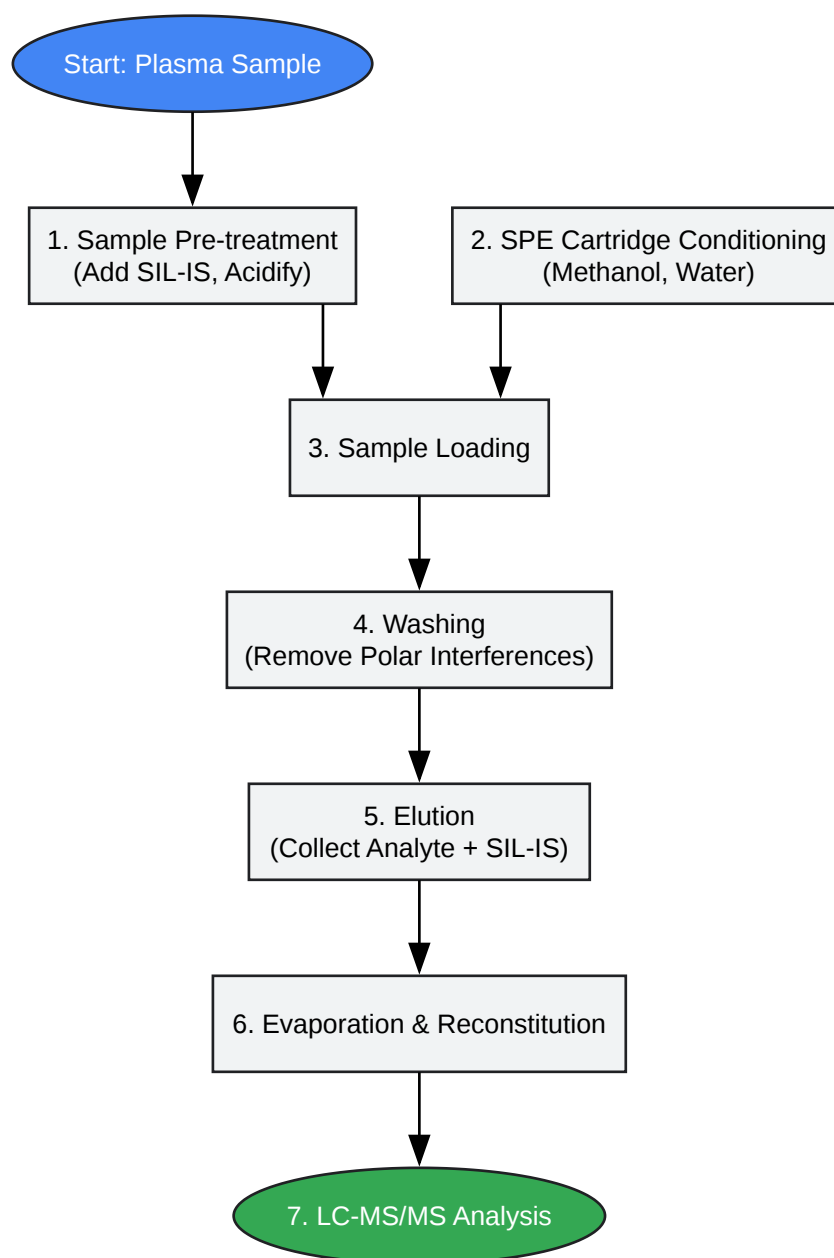 Start: Plasma Sample
1. Sample Pre-treatment
(Add SIL-IS, Acidify)
2. SPE Cartridge Conditioning
(Methanol, Water)
3. Sample Loading
4. Washing
(Remove Polar Interferences)
5. Elution
(Collect Analyte + SIL-IS)
6. Evaporation & Reconstitution
7. LC-MS/MS Analysis